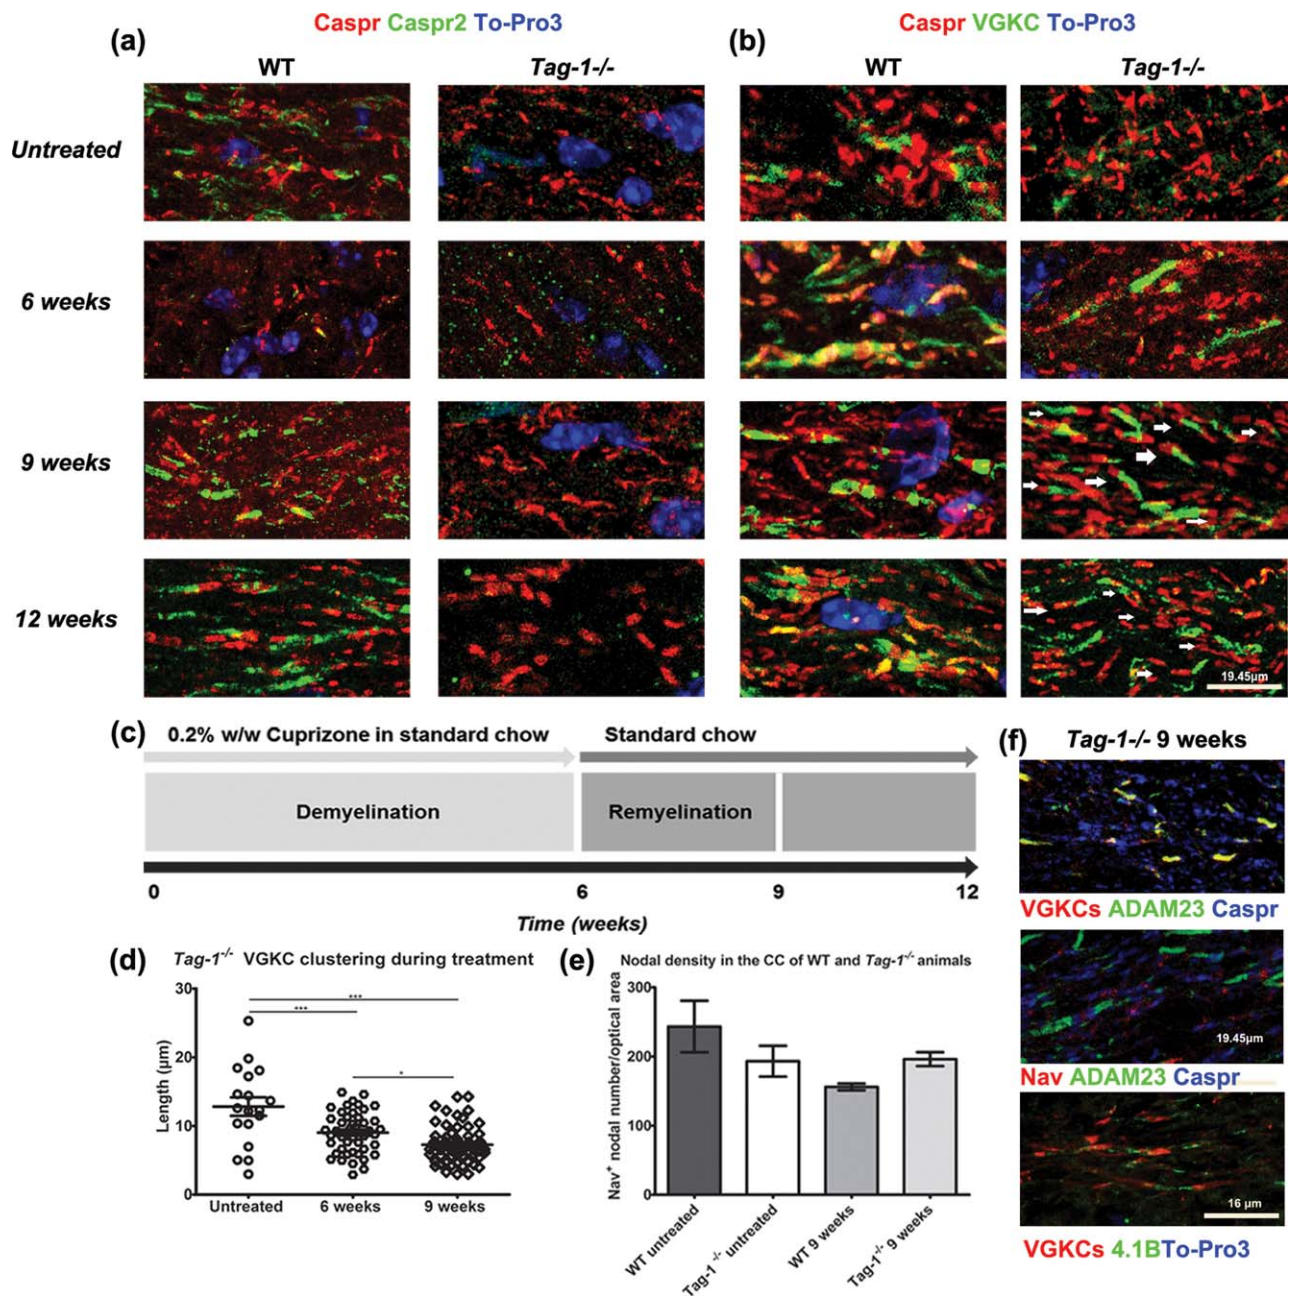 Caspr Caspr2 To-Pro3
Caspr VGKC To-Pro3
(a)
(b)
WT
Tag-1-/-
WT
Tag-1-/-
Untreated
6 weeks
9 weeks
12 weeks
19.45μm
(c)
0.2% w/w Cuprizone in standard chow
Standard chow
Demyelination
Remyelination
0
6
9
12
Time (weeks)
(d)
Tag-1-/- VGKC clustering during treatment
Length (μm)
30
20
10
0
***
***
*
Untreated
6 weeks
9 weeks
(e)
Nodal density in the CC of WT and Tag-1-/- animals
Nav+ nodal number/optical area
300
200
100
0
WT untreated
Tag-1 -/- untreated
WT 9 weeks
Tag-1-/- 9 weeks
(f)
Tag-1-/- 9 weeks
VGKCs ADAM23 Caspr
19.45μm
Nav ADAM23 Caspr
16 μm
VGKCs 4.1BTo-Pro3